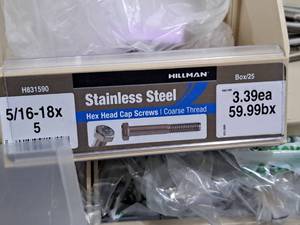 HILLMAN
H831590
Box/25
Stainless Steel
Hex Head Cap Screws | Coarse Thread
5/16-18x
5
3.39ea
59.99bx